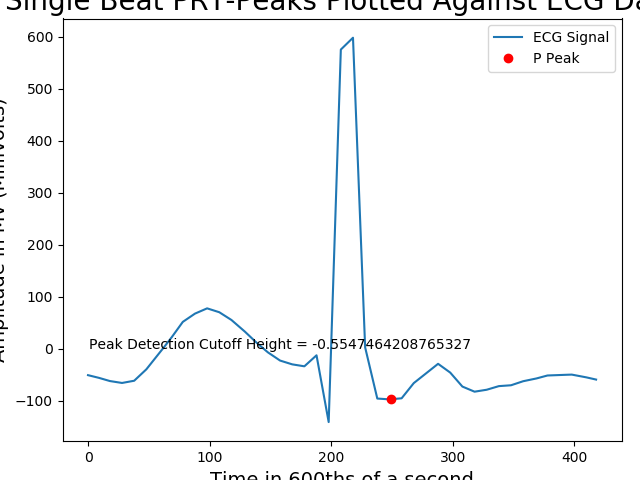 Single Beat PRT-Peaks Plotted Against ECG Da
ECG Signal
P Peak
600
500
400
300
200
100
0
−100
Amplitude in MV (MilliVolts)
Peak Detection Cutoff Height = -0.5547464208765327
0 100 200 300 400
Time in 600ths of a second